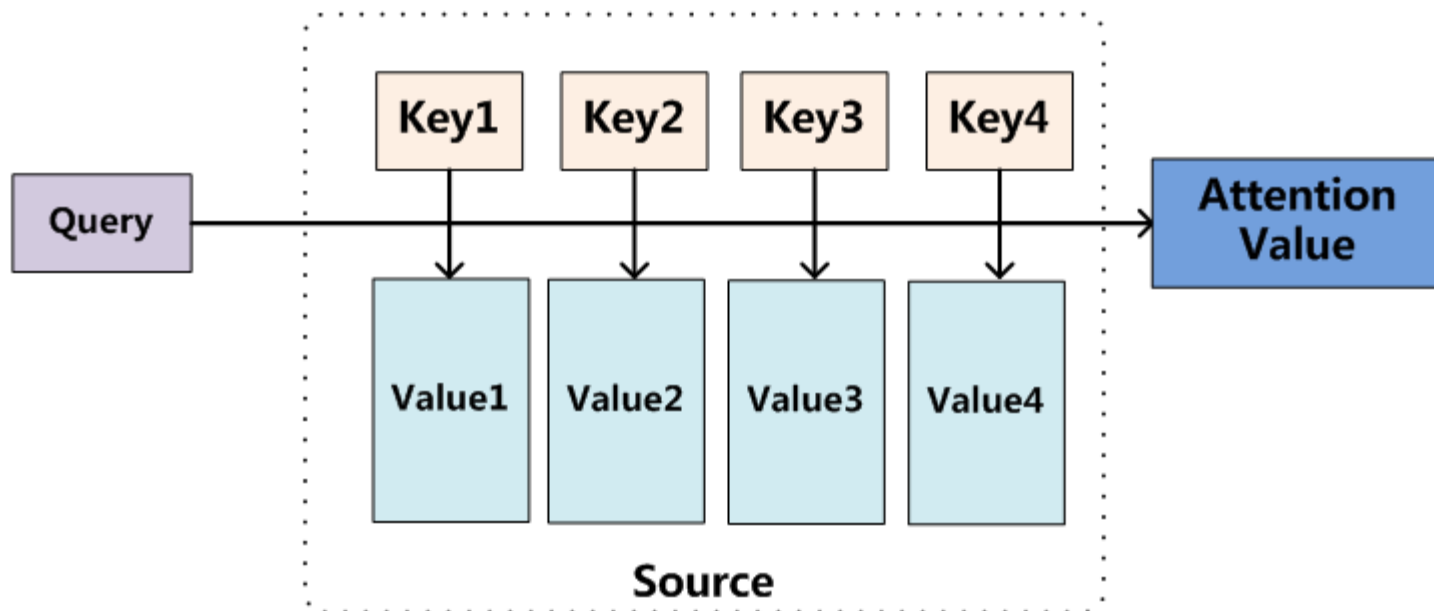 Key1 Key2 Key3 Key4
Query
Attention
Value
Value1 Value2 Value3 Value4
Source